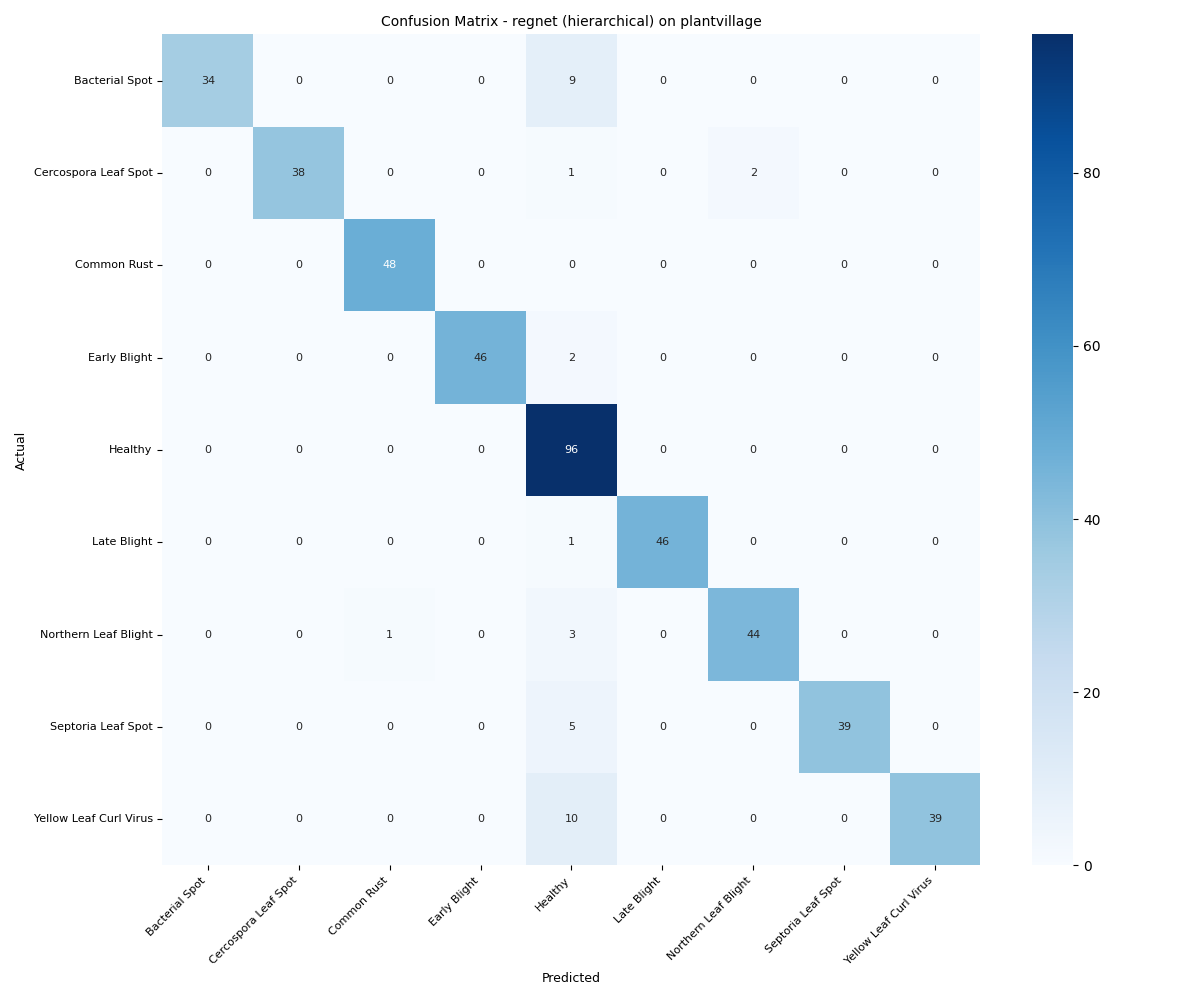 Confusion Matrix - regnet (hierarchical) on plantvillage
Bacterial Spot 34 0 0 0 9 0 0 0 0
Cercospora Leaf Spot 0 38 0 0 1 0 2 0 0
Common Rust 0 0 48 0 0 0 0 0 0
Early Blight 0 0 0 46 2 0 0 0 0
Healthy 0 0 0 0 96 0 0 0 0
Late Blight 0 0 0 0 1 46 0 0 0
Northern Leaf Blight 0 0 1 0 3 0 44 0 0
Septoria Leaf Spot 0 0 0 0 5 0 0 39 0
Yellow Leaf Curl Virus 0 0 0 0 10 0 0 0 39
Actual
Bacterial Spot
Cercospora Leaf Spot
Common Rust
Early Blight
Healthy
Late Blight
Northern Leaf Blight
Septoria Leaf Spot
Yellow Leaf Curl Virus
Predicted
80
60
40
20
0